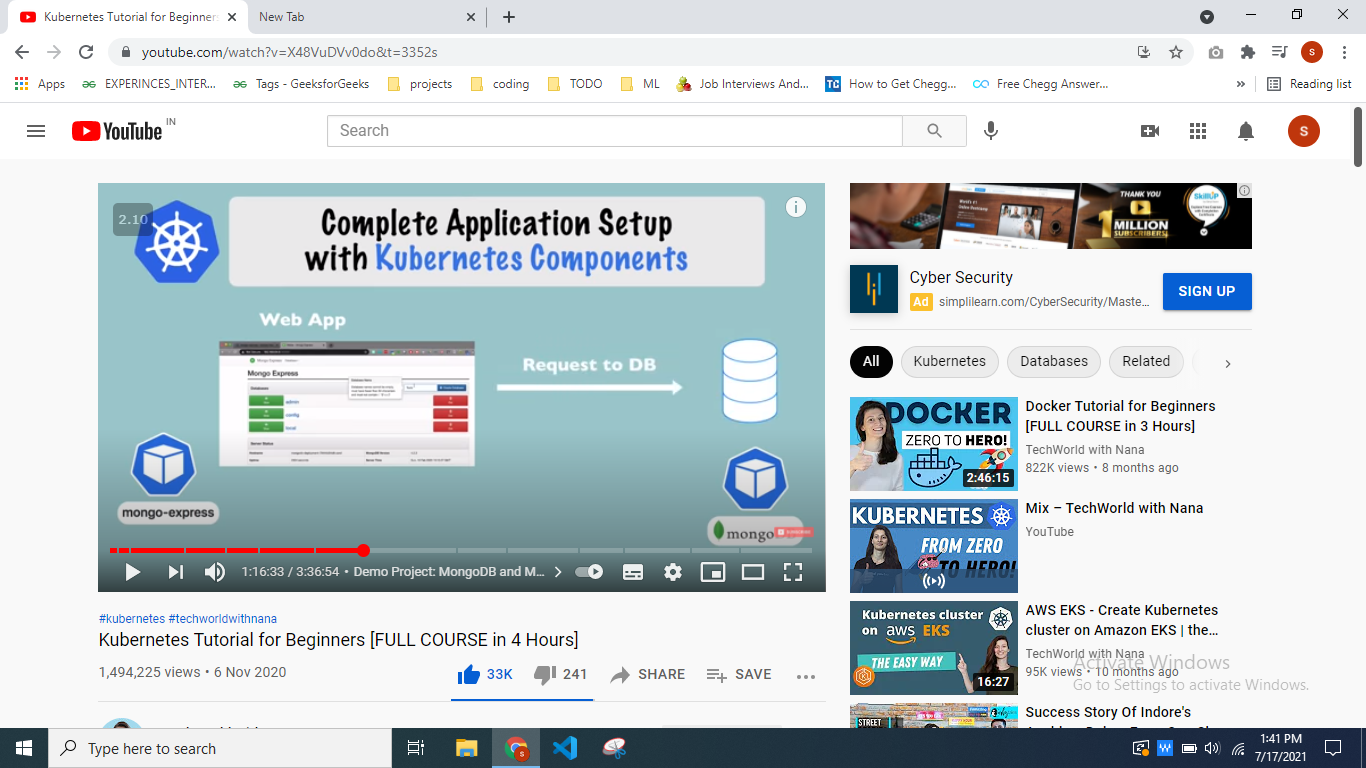 Kubernetes Tutorial for Beginners
New Tab
youtube.com/watch?v=X48VuDVv0do&t=3352s
S
Apps
EXPERINCES_INTER...
Tags - GeeksforGeeks
projects
coding
TODO
ML
Job Interviews And...
How to Get Chegg...
Free Chegg Answer...
»
Reading list
YouTube IN
Search
S
2.10
Complete Application Setup
with Kubernetes Components
Web App
Mongo Express
Request to DB
mongo-express
mongo
1:16:33 / 3:36:54 • Demo Project: MongoDB and M...
#kubernetes #techworldwithnana
Kubernetes Tutorial for Beginners [FULL COURSE in 4 Hours]
1,494,225 views • 6 Nov 2020
33K
241
SHARE
SAVE
THANK YOU
1 MILLION
SUBSCRIBERS!
SKILLUP
Cyber Security
Ad simplilearn.com/CyberSecurity/Maste...
SIGN UP
All
Kubernetes
Databases
Related
DOCKER
ZERO TO HERO!
2:46:15
Docker Tutorial for Beginners
[FULL COURSE in 3 Hours]
TechWorld with Nana
822K views • 8 months ago
KUBERNETES
FROM ZERO
TO HERO!
Mix – TechWorld with Nana
YouTube
Kubernetes cluster
on aws EKS
THE EASY WAY
16:27
AWS EKS - Create Kubernetes
cluster on Amazon EKS | the...
TechWorld with Nana
95K views • 10 months ago
Activate Windows
Go to Settings to activate Windows.
STREET
Success Story Of Indore's
Type here to search
1:41 PM
7/17/2021